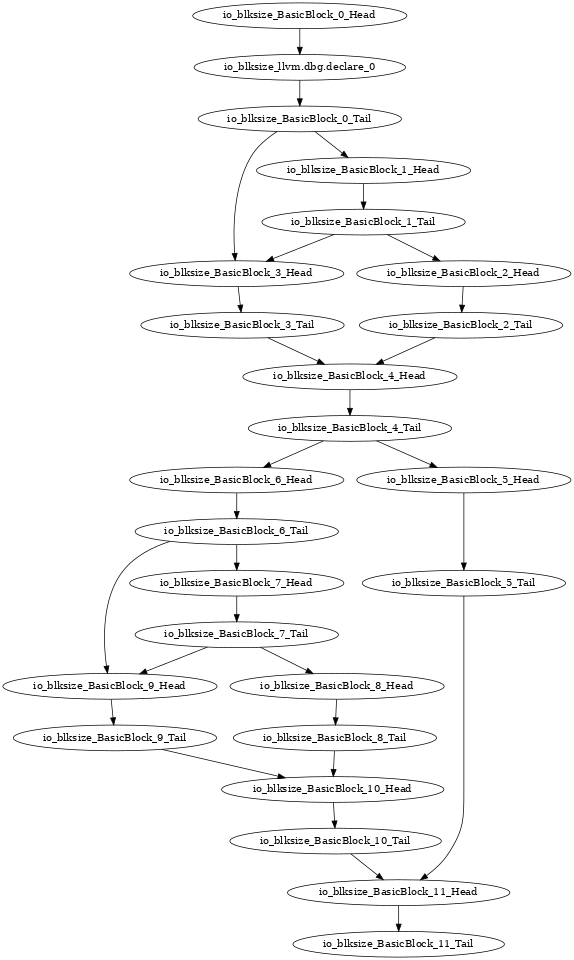 io_blksize_BasicBlock_0_Head
io_blksize_llvm.dbg.declare_0
io_blksize_BasicBlock_0_Tail
io_blksize_BasicBlock_1_Head
io_blksize_BasicBlock_1_Tail
io_blksize_BasicBlock_3_Head
io_blksize_BasicBlock_2_Head
io_blksize_BasicBlock_3_Tail
io_blksize_BasicBlock_2_Tail
io_blksize_BasicBlock_4_Head
io_blksize_BasicBlock_4_Tail
io_blksize_BasicBlock_6_Head
io_blksize_BasicBlock_5_Head
io_blksize_BasicBlock_6_Tail
io_blksize_BasicBlock_7_Head
io_blksize_BasicBlock_5_Tail
io_blksize_BasicBlock_7_Tail
io_blksize_BasicBlock_9_Head
io_blksize_BasicBlock_8_Head
io_blksize_BasicBlock_9_Tail
io_blksize_BasicBlock_8_Tail
io_blksize_BasicBlock_10_Head
io_blksize_BasicBlock_10_Tail
io_blksize_BasicBlock_11_Head
io_blksize_BasicBlock_11_Tail